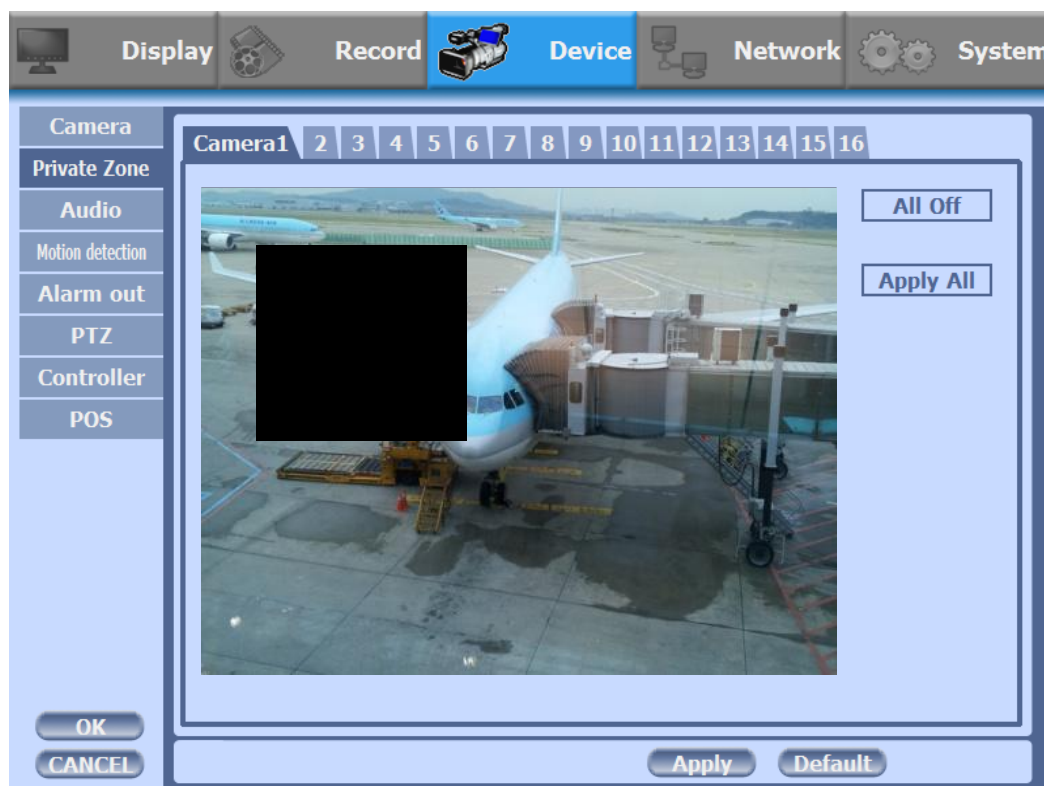 Display Record Device Network System
Camera
Private Zone
Audio
Motion detection
Alarm out
PTZ
Controller
POS
OK
CANCEL
Camera1 2 3 4 5 6 7 8 9 10 11 12 13 14 15 16
All Off
Apply All
Apply Default